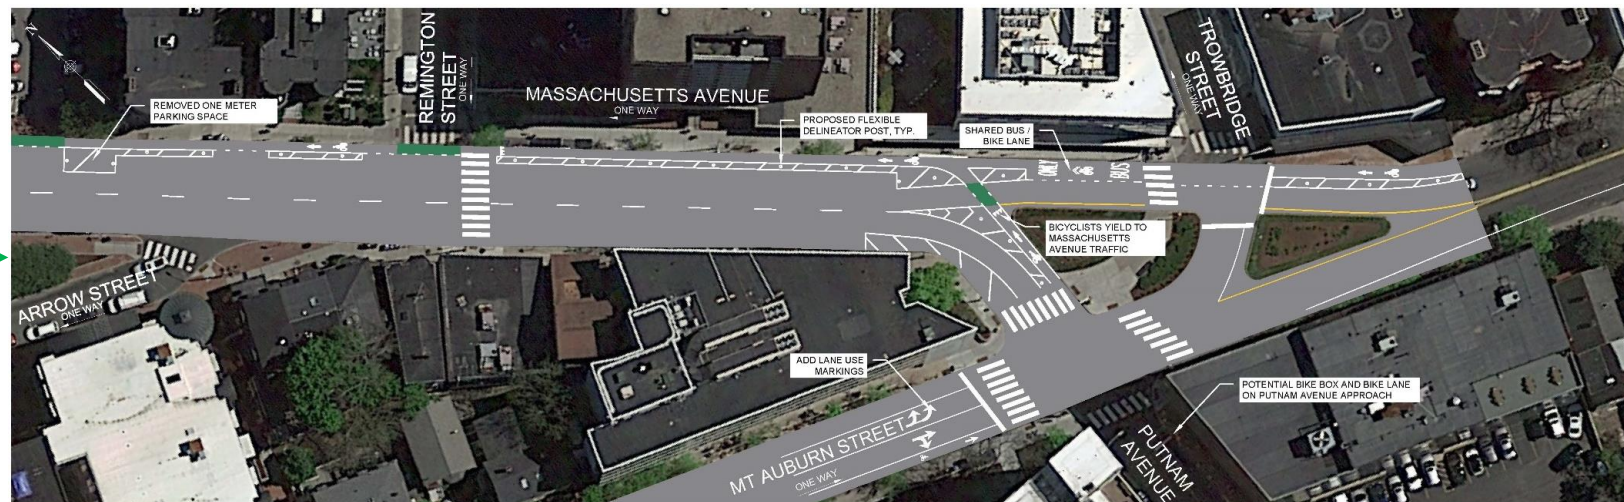 N
REMOVED ONE METER
PARKING SPACE
REMINGTON
STREET
ONE WAY
MASSACHUSETTS AVENUE
ONE WAY
PROPOSED FLEXIBLE
DELINEATOR POST, TYP.
SHARED BUS /
BIKE LANE
ONLY
BUS
TROWBRIDGE
STREET
ONE WAY
BICYCLISTS YIELD TO
MASSACHUSETTS
AVENUE TRAFFIC
ARROW STREET
ONE WAY
ADD LANE USE
MARKINGS
MT AUBURN STREET
ONE WAY
POTENTIAL BIKE BOX AND BIKE LANE
ON PUTNAM AVENUE APPROACH
PUTNAM
AVENUE